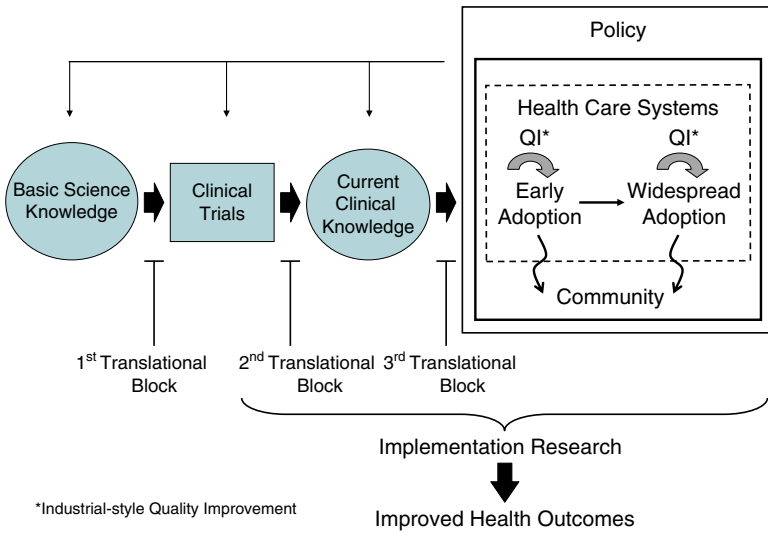 Policy
Health Care Systems
QI* QI*
Basic Science
Knowledge
Clinical
Trials
Current
Clinical
Knowledge
Early
Adoption
Widespread
Adoption
Community
1st Translational
Block
2nd Translational
Block
3rd Translational
Block
Implementation Research
*Industrial-style Quality Improvement
Improved Health Outcomes